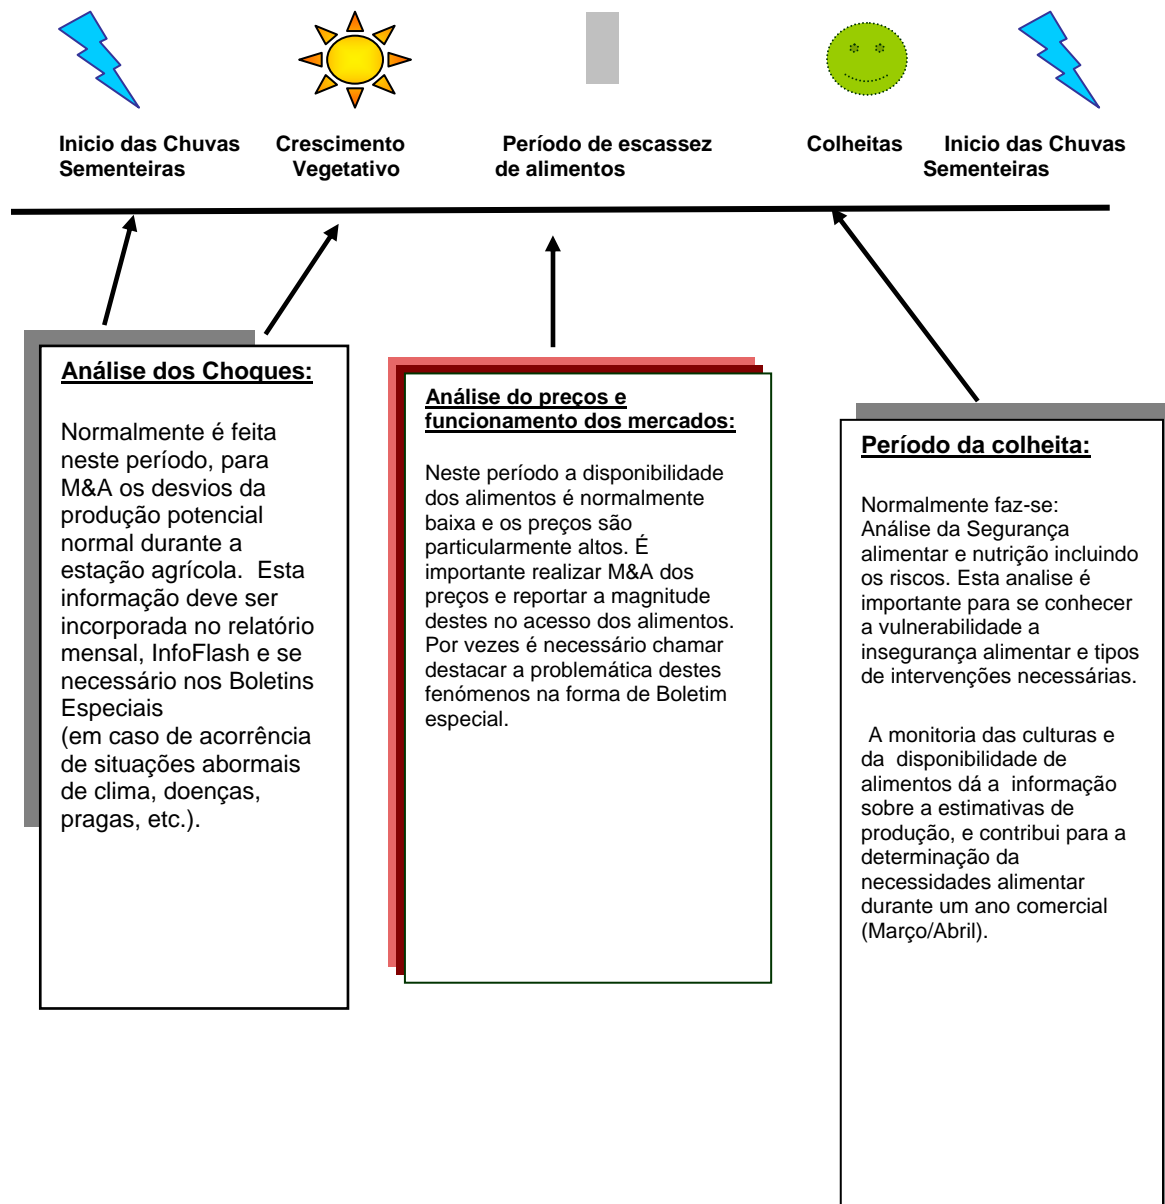 Inicio das Chuvas
Sementeiras
Crescimento
Vegetativo
Período de escassez
de alimentos
Colheitas
Inicio das Chuvas
Sementeiras
Análise dos Choques:
Normalmente é feita
neste período, para
M&A os desvios da
produção potencial
normal durante a
estação agrícola.  Esta
informação deve ser
incorporada no relatório
mensal, InfoFlash e se
necessário nos Boletins
Especiais
(em caso de acorrência
de situações abormais
de clima, doenças,
pragas, etc.).
Análise do preços e
funcionamento dos mercados:
Neste período a disponibilidade
dos alimentos é normalmente
baixa e os preços são
particularmente altos. É
importante realizar M&A dos
preços e reportar a magnitude
destes no acesso dos alimentos.
Por vezes é necessário chamar
destacar a problemática destes
fenómenos na forma de Boletim
especial.
Período da colheita:
Normalmente faz-se:
Análise da Segurança
alimentar e nutrição incluindo
os riscos. Esta analise é
importante para se conhecer
a vulnerabilidade a
insegurança alimentar e tipos
de intervenções necessárias.
A monitoria das culturas e
da  disponibilidade de
alimentos dá a  informação
sobre a estimativas de
produção, e contribui para a
determinação da
necessidades alimentar
durante um ano comercial
(Março/Abril).